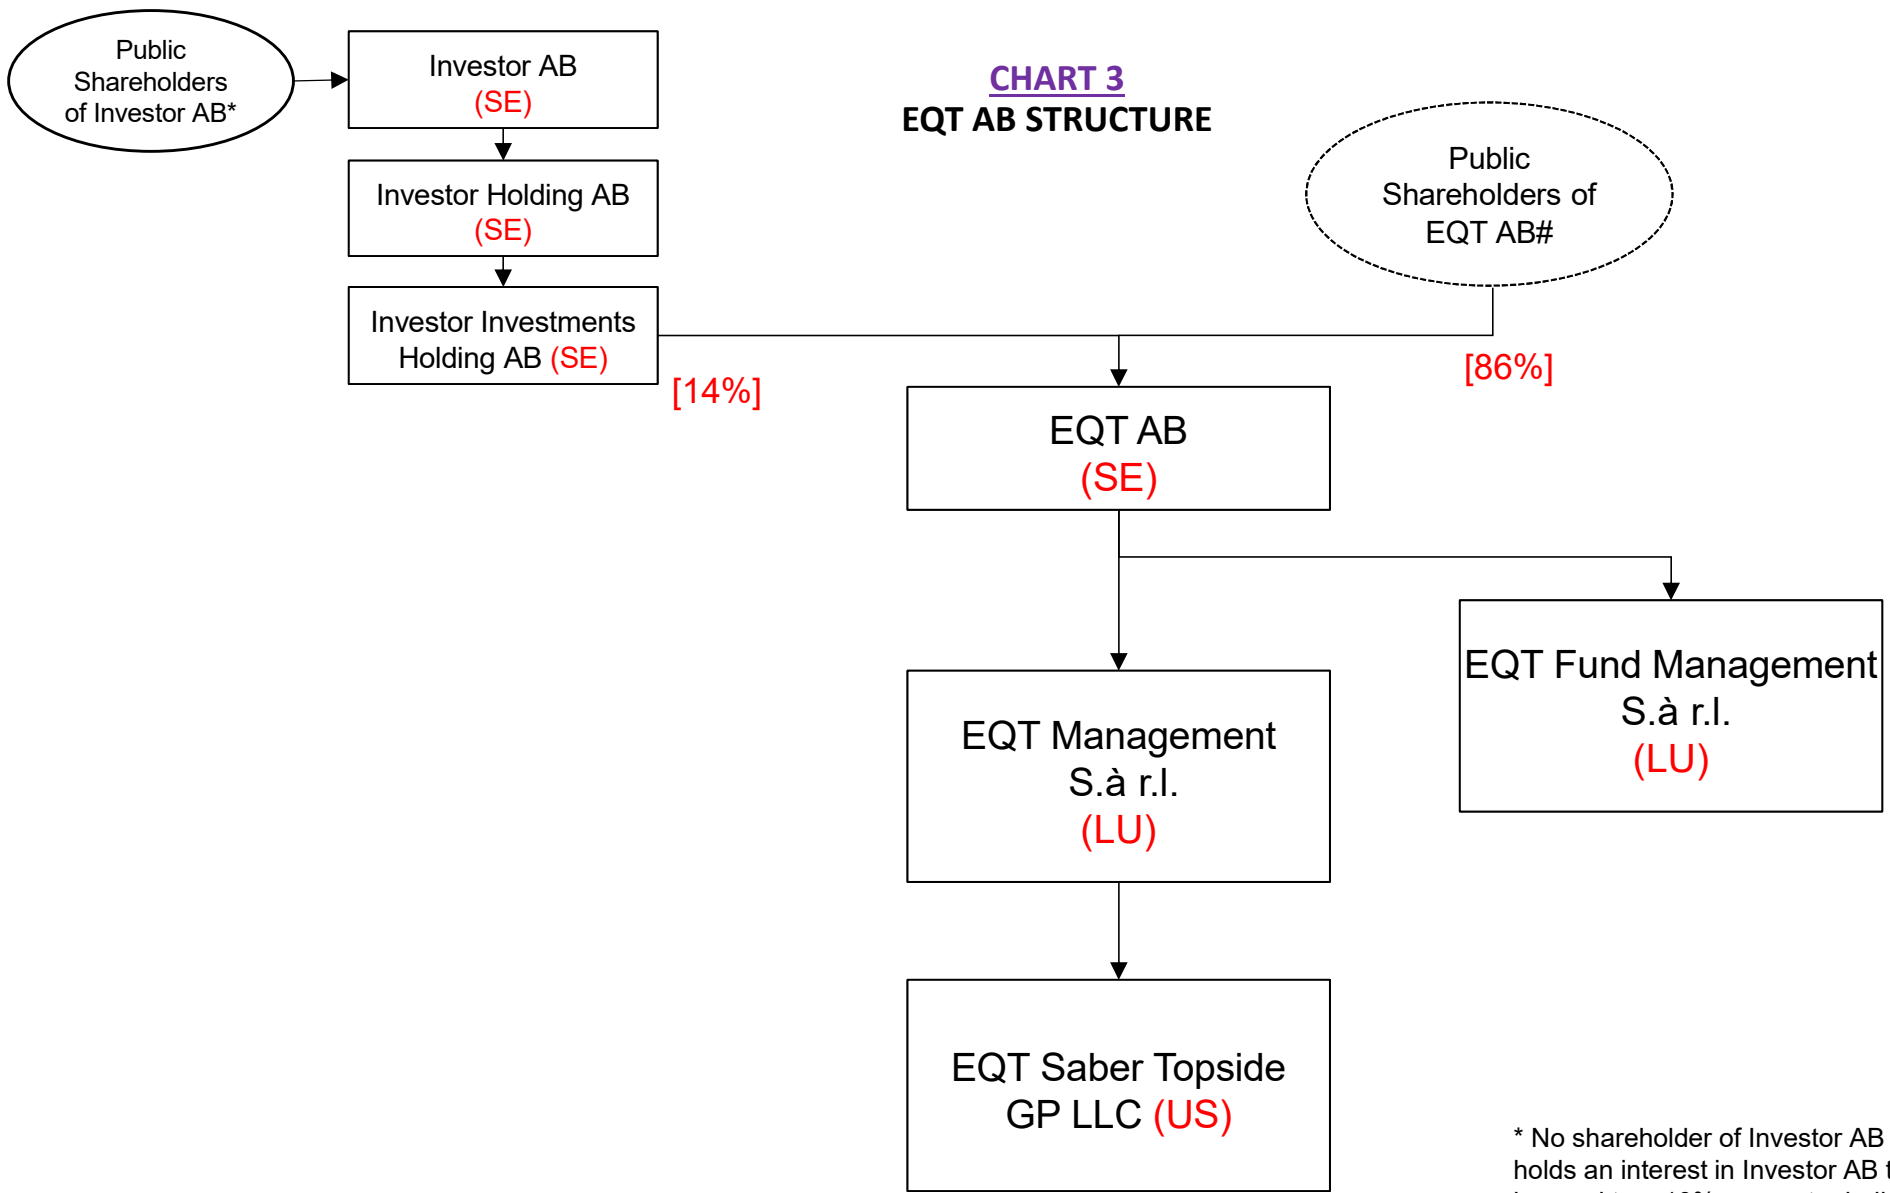 Public
Shareholders
of Investor AB*
Investor AB
(SE)
CHART 3
EQT AB STRUCTURE
Investor Holding AB
(SE)
Public
Shareholders of
EQT AB#
Investor Investments
Holding AB (SE)
[14%]
[86%]
EQT AB
(SE)
EQT Management
S.à r.l.
(LU)
EQT Fund Management
S.à r.l.
(LU)
EQT Saber Topside
GP LLC (US)
* No shareholder of Investor AB
holds an interest in Investor AB